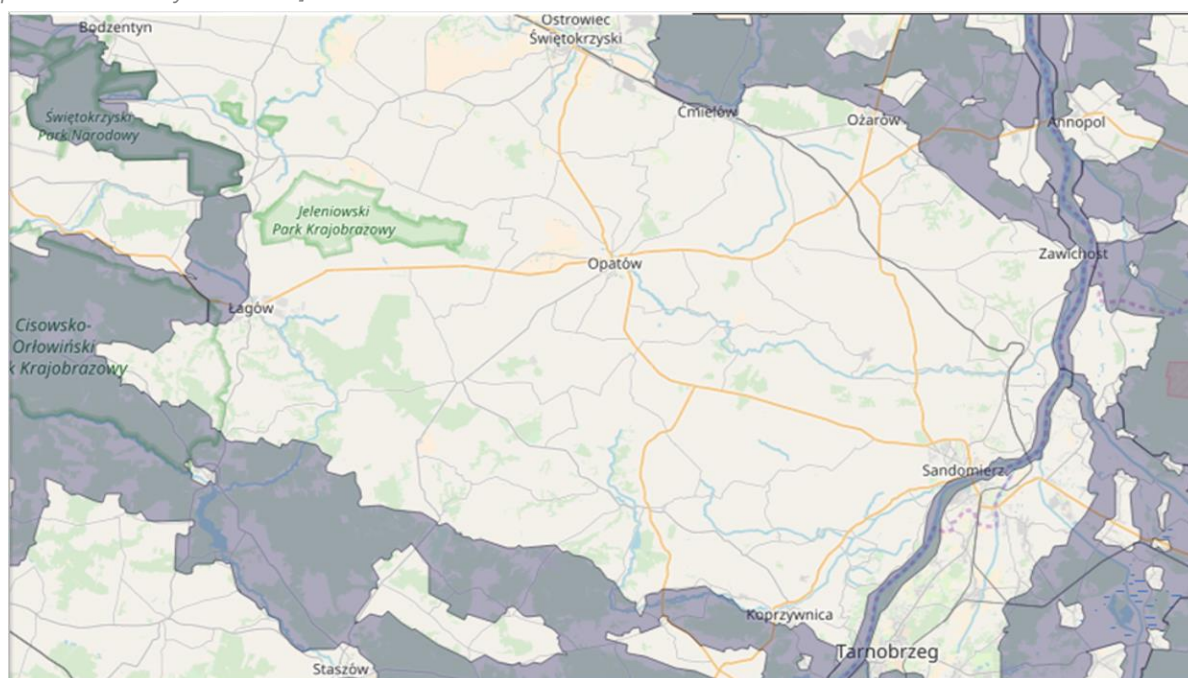 Bodzentyn
Ostrowiec
Świętokrzyski
Świętokrzyski
Park Narodowy
Ćmielów
Ożarów
Annopol
Jeleniowski
Park Krajobrazowy
Opatów
Zawichost
Łagów
Cisowsko-
Orłowiński
k Krajobrazowy
Sandomierz
Koprzywnica
Staszów
Tarnobrzeg